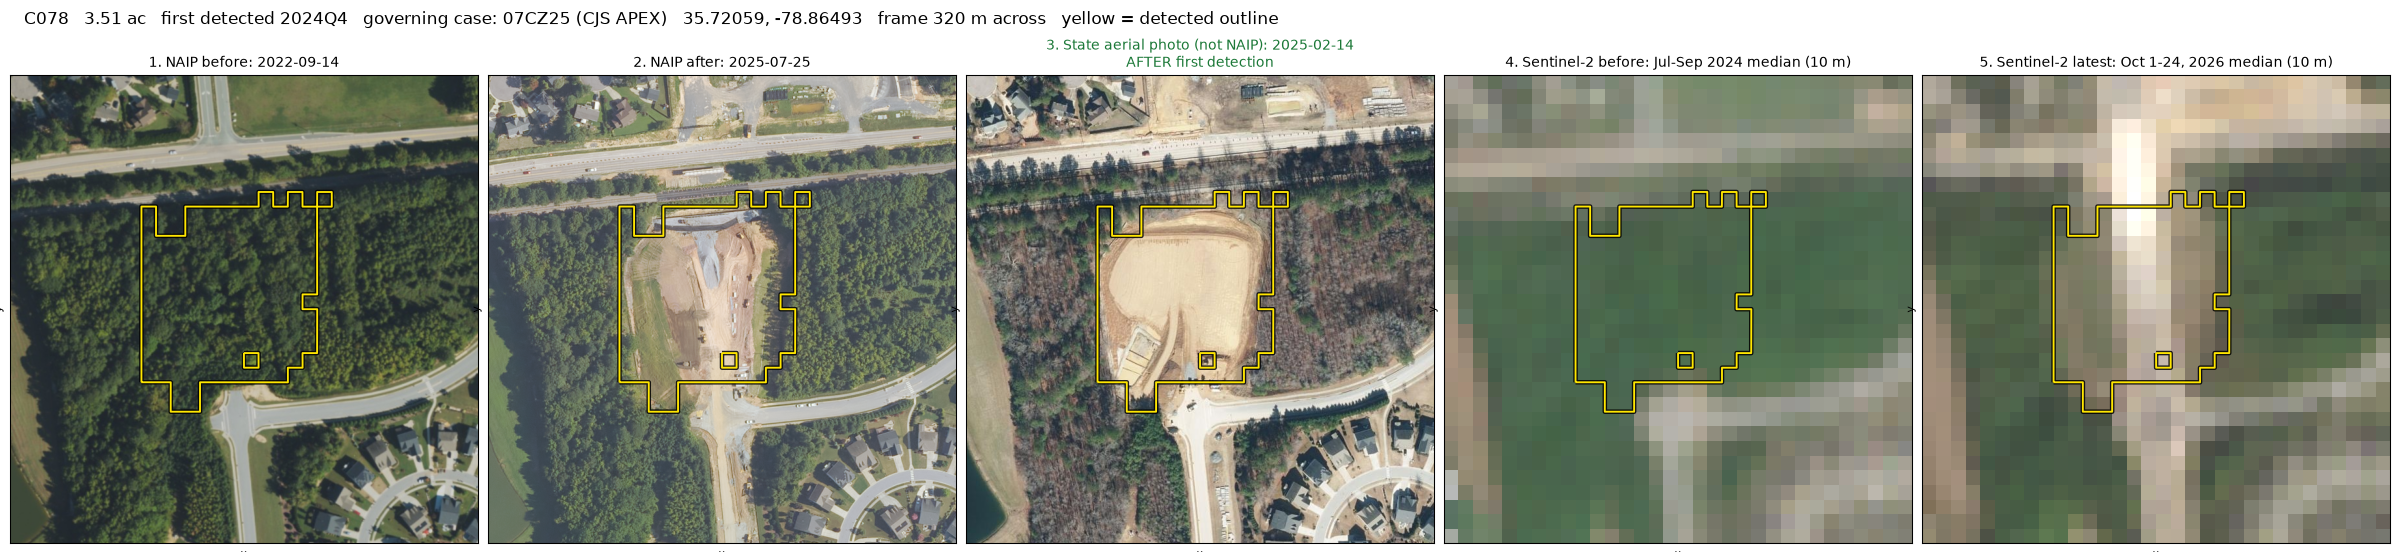 C078   3.51 ac   first detected 2024Q4   governing case: 07CZ25 (CJS APEX)   35.72059, -78.86493   frame 320 m across   yellow = detected outline
1. NAIP before: 2022-09-14
2. NAIP after: 2025-07-25
3. State aerial photo (not NAIP): 2025-02-14
AFTER first detection
4. Sentinel-2 before: Jul-Sep 2024 median (10 m)
5. Sentinel-2 latest: Oct 1-24, 2026 median (10 m)